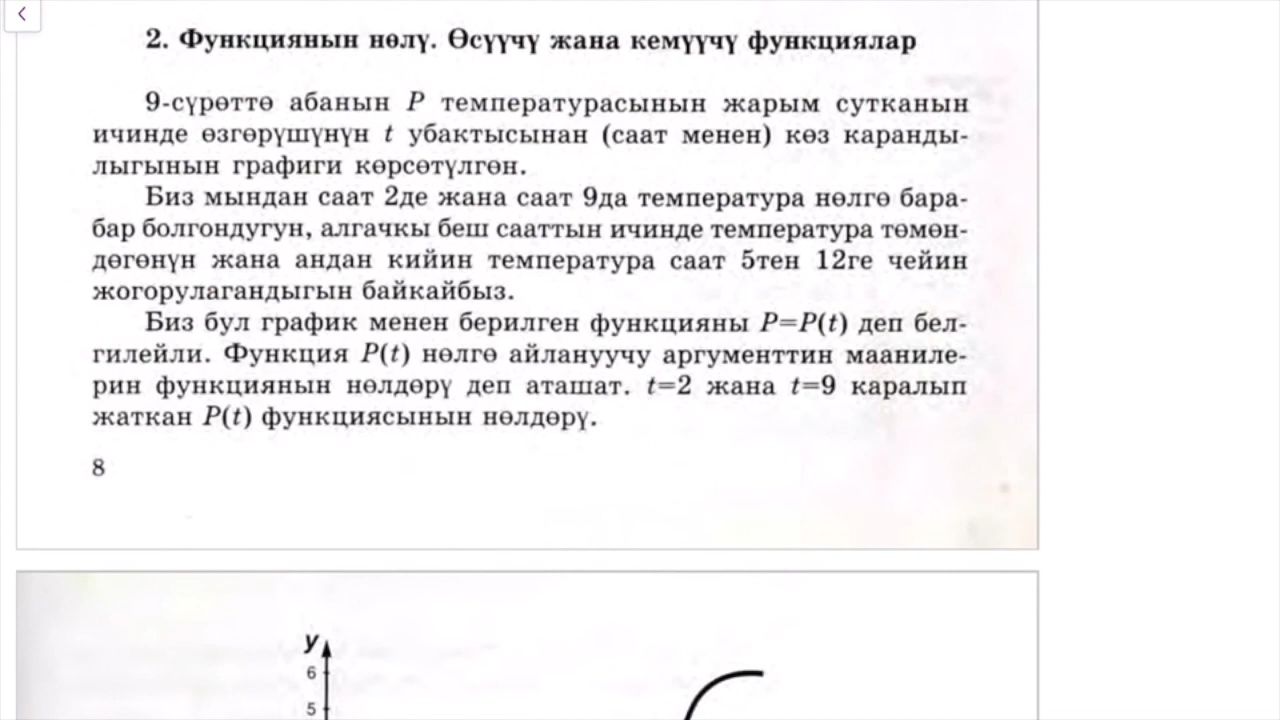 2. Функциянын нөлү. Өсүүчү жана кемүүчү функциялар
9-сүрөттө абанын P температурасынын жарым сутканын
ичинде өзгөрүшүнүн t убактысынан (саат менен) көз каранды-
лыгынын графиги көрсөтүлгөн.
Биз мындан саат 2де жана саат 9да температура нөлгө бара-
бар болгондугун, алгачкы беш сааттын ичинде температура төмөн-
дөгөнүн жана андан кийин температура саат 5тен 12ге чейин
жогорулагандыгын байкайбыз.
Биз бул график менен берилген функцияны P=P(t) деп бел-
гилейли. Функция P(t) нөлгө айлануучу аргументтин маанилe-
рин функциянын нөлдөрү деп аташат. t=2 жана t=9 каралып
жаткан P(t) функциясынын нөлдөрү.
8
y
6
5